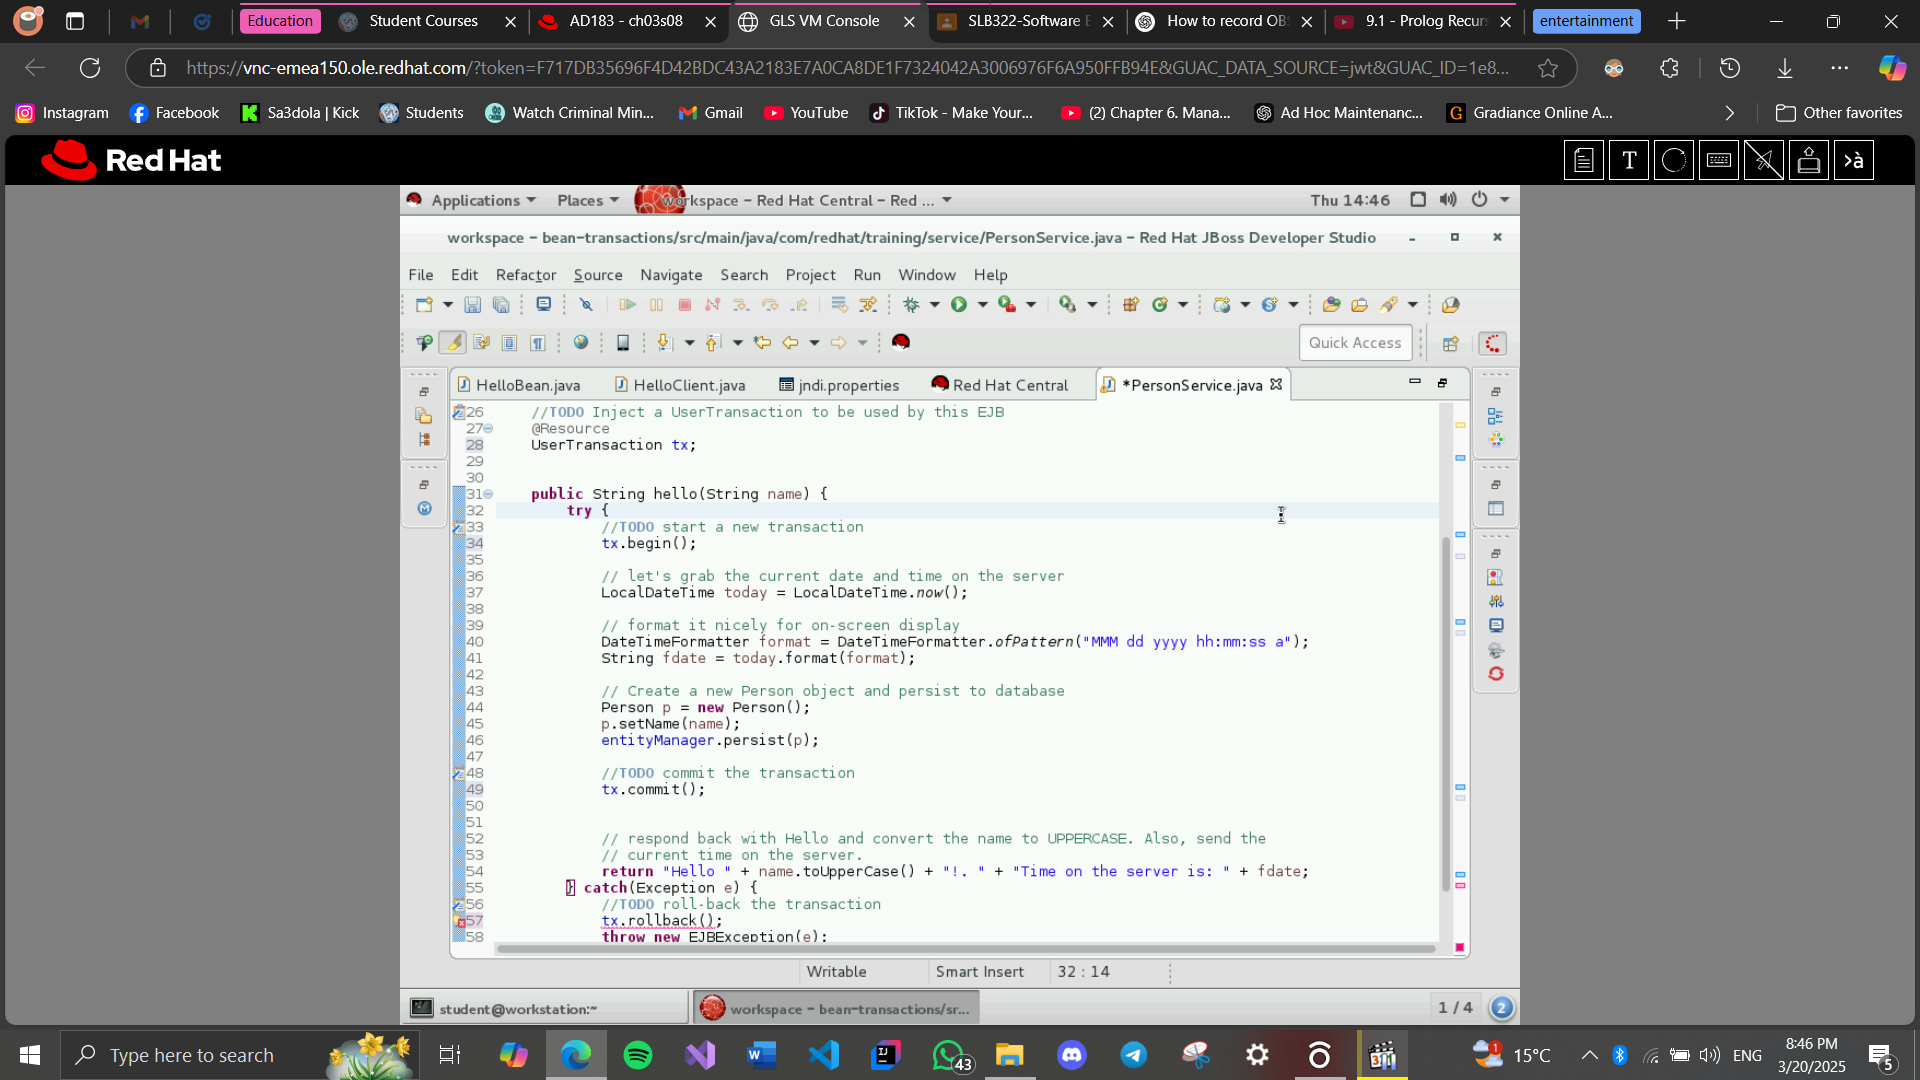 Education
Student Courses
AD183 - ch03s08
GLS VM Console
SLB322-Software E
How to record OB
9.1 - Prolog Recurs
entertainment
https://vnc-emea150.ole.redhat.com/?token=F717DB35696F4D42BDC43A2183E7A0CA8DE1F7324042A3006976F6A950FFB94E&GUAC_DATA_SOURCE=jwt&GUAC_ID=1e8...
Instagram
Facebook
Sa3dola | Kick
Students
Watch Criminal Min...
Gmail
YouTube
TikTok - Make Your...
(2) Chapter 6. Mana...
Ad Hoc Maintenanc...
Gradiance Online A...
Other favorites
Red Hat
T
>à
Applications
Places
workspace - Red Hat Central - Red ...
Thu 14:46
workspace - bean-transactions/src/main/java/com/redhat/training/service/PersonService.java - Red Hat JBoss Developer Studio
File Edit Refactor Source Navigate Search Project Run Window Help
Quick Access
HelloBean.java
HelloClient.java
jndi.properties
Red Hat Central
*PersonService.java
26 //TODO Inject a UserTransaction to be used by this EJB
27 @Resource
28 UserTransaction tx;
29
30
31 public String hello(String name) {
32 try {
33 //TODO start a new transaction
34 tx.begin();
35
36 // let's grab the current date and time on the server
37 LocalDateTime today = LocalDateTime.now();
38
39 // format it nicely for on-screen display
40 DateTimeFormatter format = DateTimeFormatter.ofPattern("MMM dd yyyy hh:mm:ss a");
41 String fdate = today.format(format);
42
43 // Create a new Person object and persist to database
44 Person p = new Person();
45 p.setName(name);
46 entityManager.persist(p);
47
48 //TODO commit the transaction
49 tx.commit();
50
51
52 // respond back with Hello and convert the name to UPPERCASE. Also, send the
53 // current time on the server.
54 return "Hello " + name.toUpperCase() + "!. " + "Time on the server is: " + fdate;
55 } catch(Exception e) {
56 //TODO roll-back the transaction
57 tx.rollback();
58 throw new EJBException(e);
Writable
Smart Insert
32 : 14
student@workstation:~
workspace - bean-transactions/sr...
1 / 4
2
Type here to search
43
1
15°C
ENG
8:46 PM
3/20/2025
5